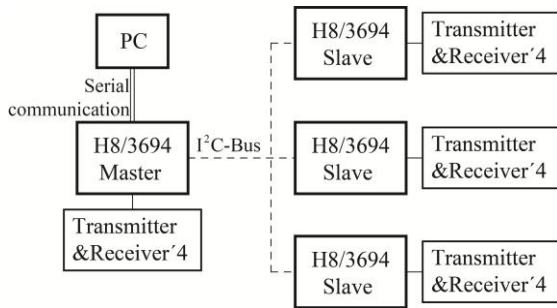 PC
Serial
communication
H8/3694
Master
Transmitter
&Receiver´4
I²C-Bus
H8/3694
Slave
Transmitter
&Receiver´4
H8/3694
Slave
Transmitter
&Receiver´4
H8/3694
Slave
Transmitter
&Receiver´4